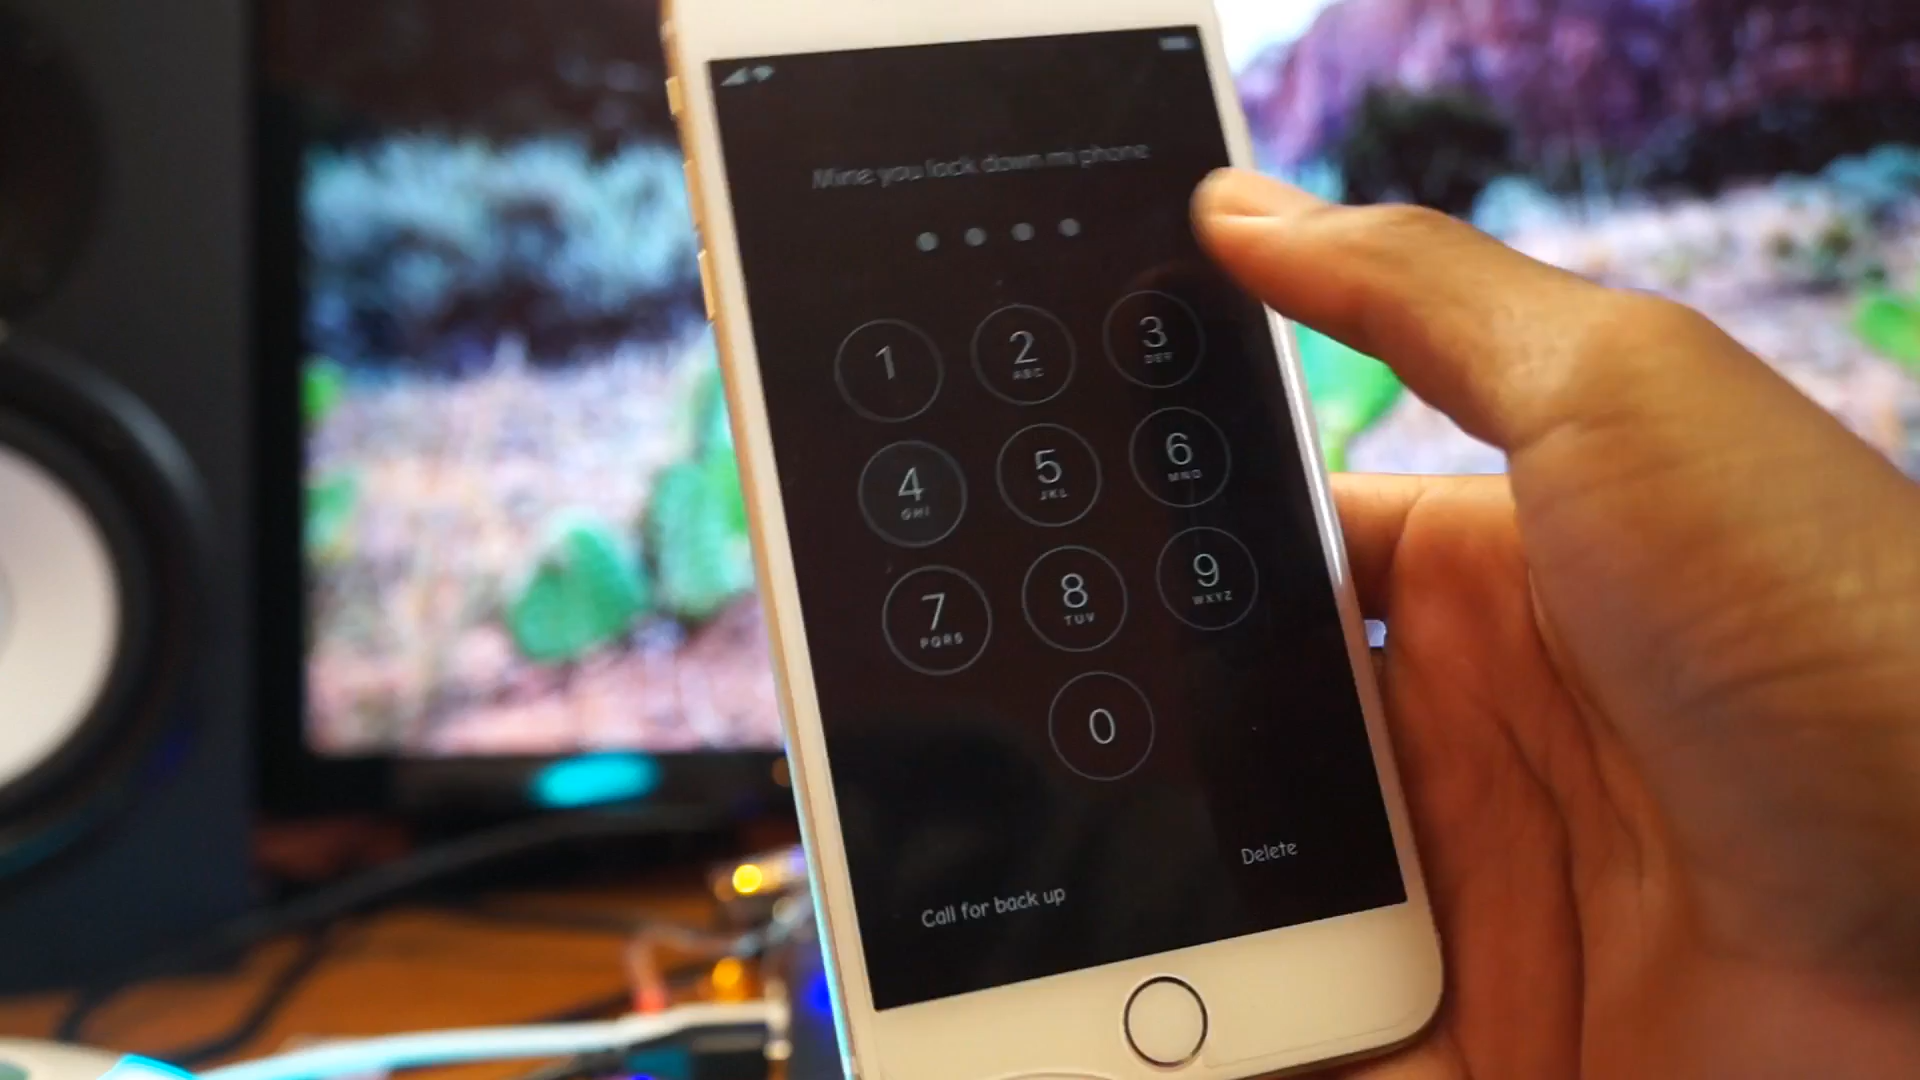 Mine you lock down mi phone
1
2
ABC
3
DEF
4
GHI
5
JKL
6
MNO
7
PQRS
8
TUV
9
WXYZ
0
Delete
Call for back up